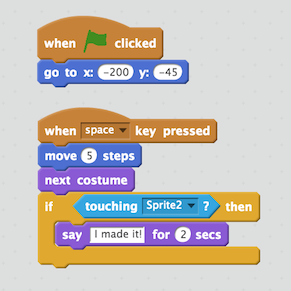 when clicked
go to x: -200 y: -45
when space key pressed
move 5 steps
next costume
if touching Sprite2 ? then
say I made it! for 2 secs